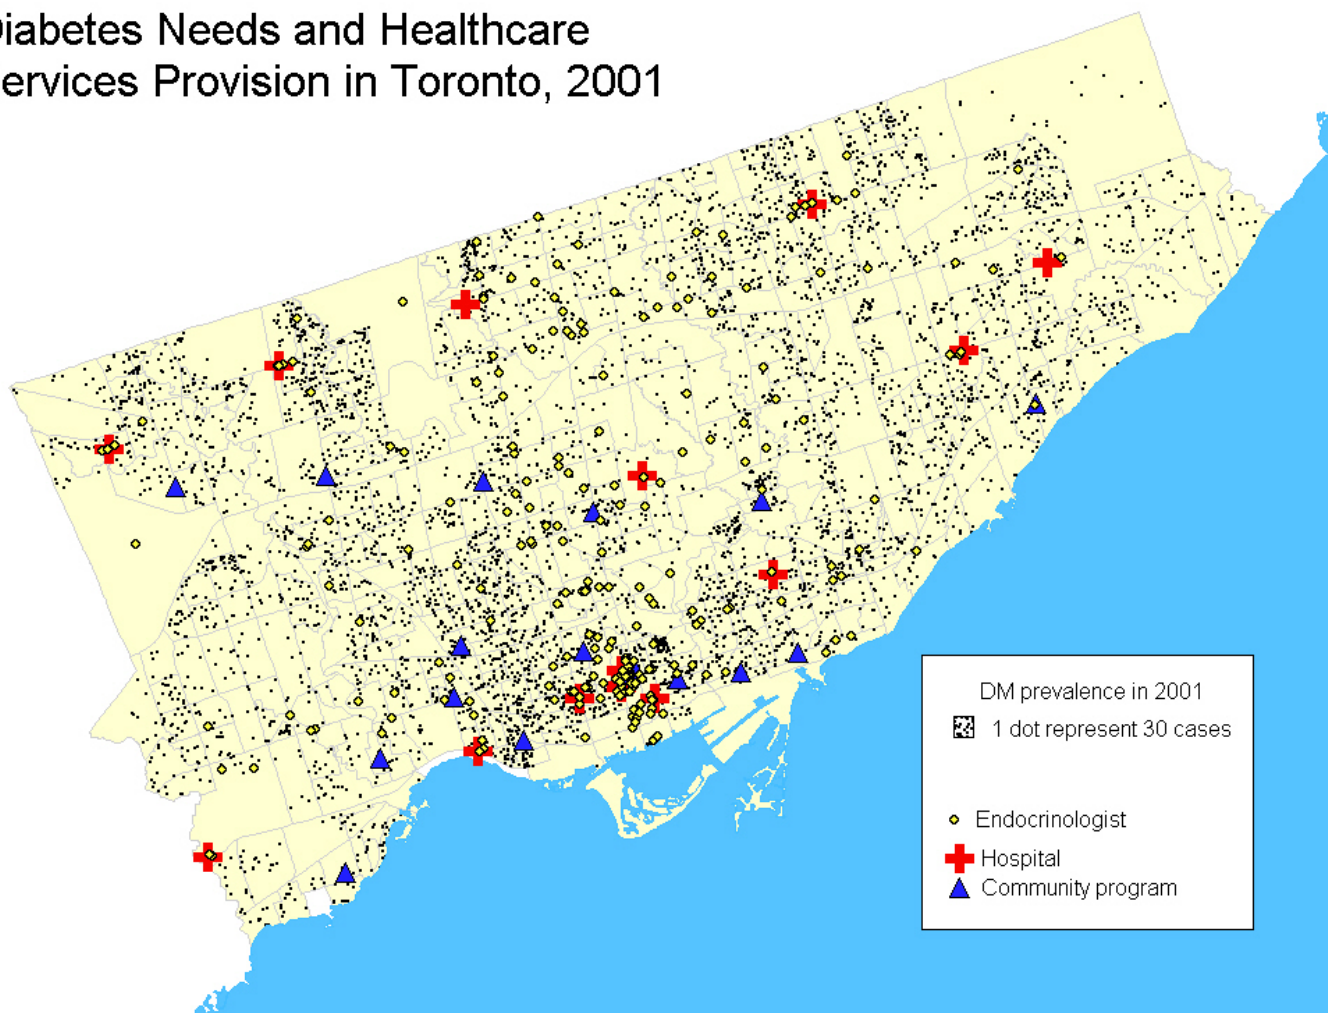 Diabetes Needs and Healthcare
ervices Provision in Toronto, 2001
DM prevalence in 2001
1 dot represent 30 cases
Endocrinologist
Hospital
Community program